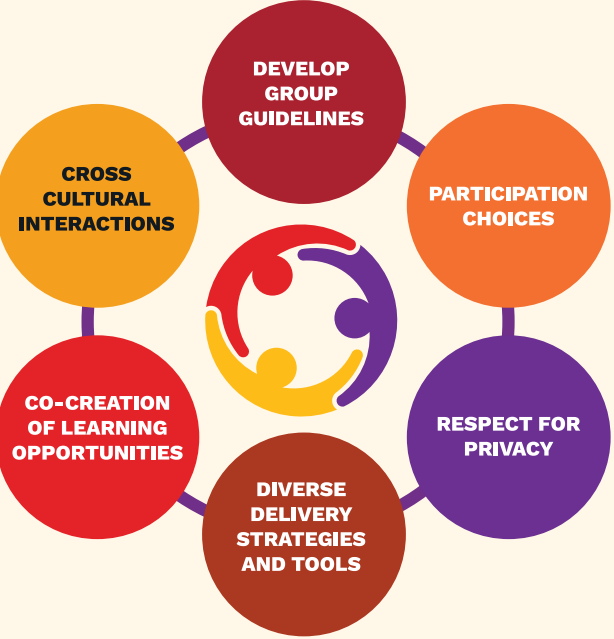 DEVELOP
GROUP
GUIDELINES
PARTICIPATION
CHOICES
RESPECT FOR
PRIVACY
DIVERSE
DELIVERY
STRATEGIES
AND TOOLS
CO-CREATION
OF LEARNING
OPPORTUNITIES
CROSS
CULTURAL
INTERACTIONS